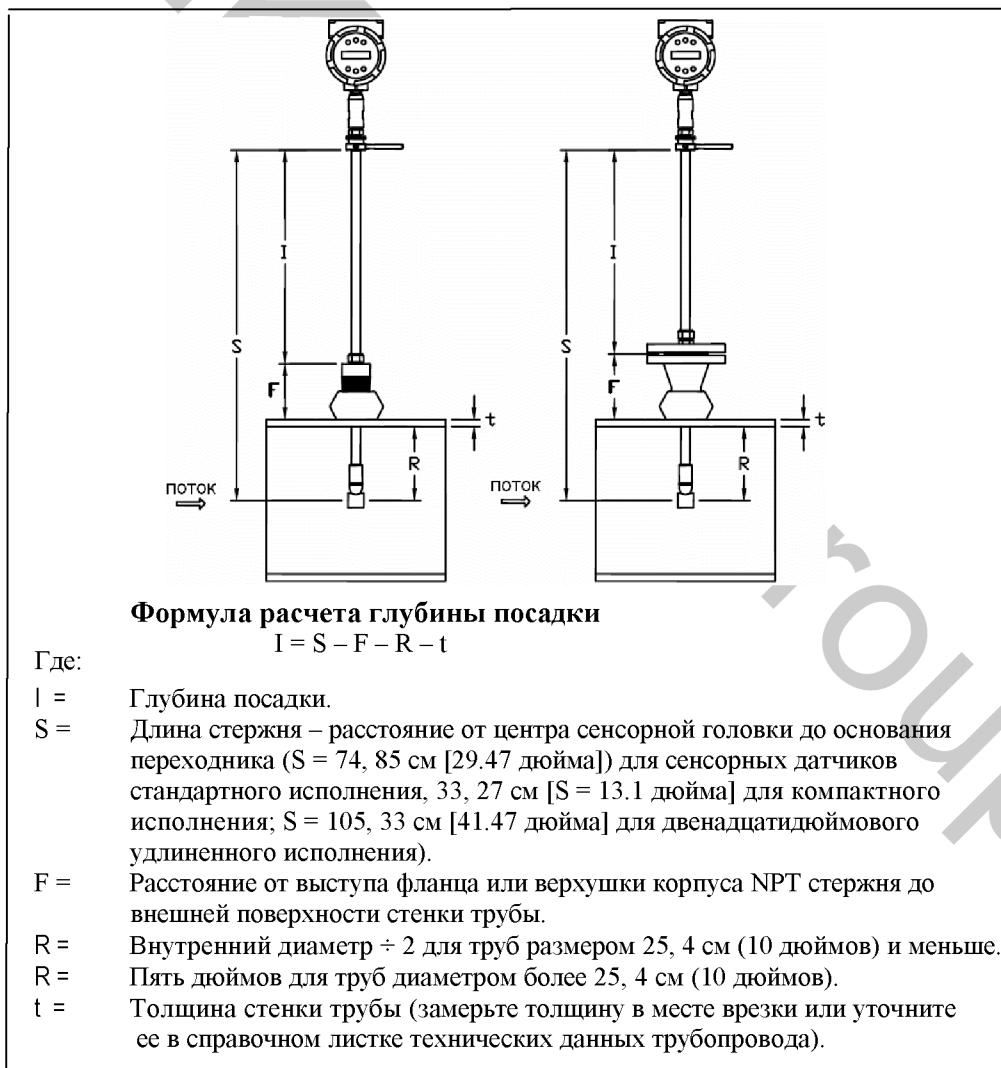 I
I
S
S
F
F
t
t
R
R
ПОТОК
ПОТОК
Формула расчета глубины посадки
I = S – F – R – t
Где:
I = Глубина посадки.
S = Длина стержня – расстояние от центра сенсорной головки до основания
переходника (S = 74, 85 см [29.47 дюйма]) для сенсорных датчиков
стандартного исполнения, 33, 27 см [S = 13.1 дюйма] для компактного
исполнения; S = 105, 33 см [41.47 дюйма] для двенадцатидюймового
удлиненного исполнения).
F = Расстояние от выступа фланца или верхушки корпуса NPT стержня до
внешней поверхности стенки трубы.
R = Внутренний диаметр ÷ 2 для труб размером 25, 4 см (10 дюймов) и меньше.
R = Пять дюймов для труб диаметром более 25, 4 см (10 дюймов).
t = Толщина стенки трубы (замерьте толщину в месте врезки или уточните
ее в справочном листке технических данных трубопровода).